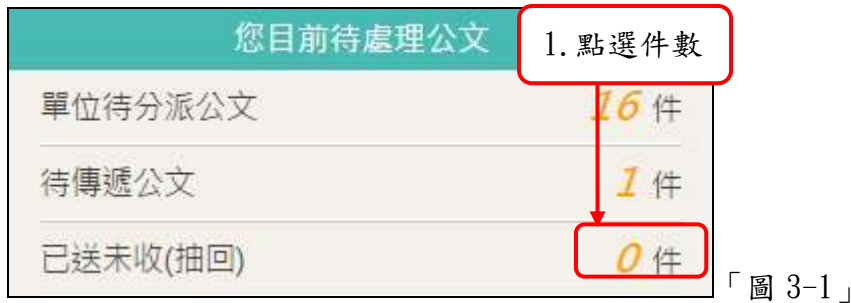 您目前待處理公文
1.點選件數
單位待分派公文 16 件
待傳遞公文 1 件
已送未收(抽回) 0 件
「圖 3-1」